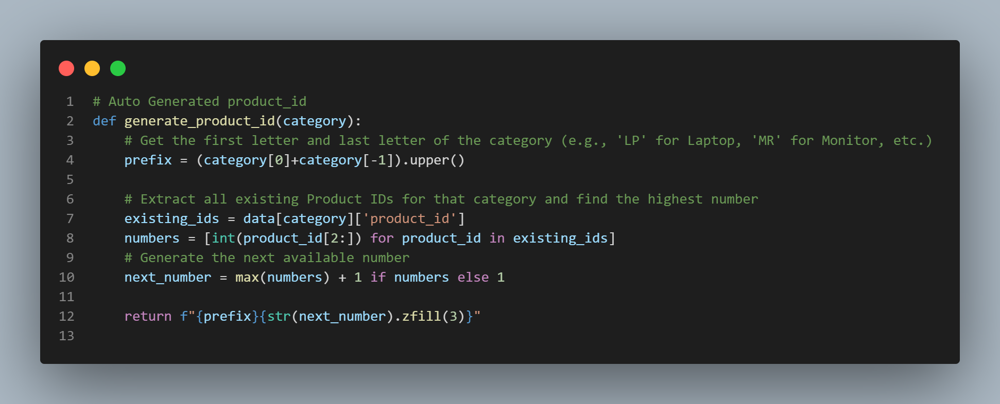 1 # Auto Generated product_id
2 def generate_product_id(category):
3     # Get the first letter and last letter of the category (e.g., 'LP' for Laptop, 'MR' for Monitor, etc.)
4     prefix = (category[0]+category[-1]).upper()
5
6     # Extract all existing Product IDs for that category and find the highest number
7     existing_ids = data[category]['product_id']
8     numbers = [int(product_id[2:]) for product_id in existing_ids]
9     # Generate the next available number
10     next_number = max(numbers) + 1 if numbers else 1
11
12     return f"{prefix}{str(next_number).zfill(3)}"
13